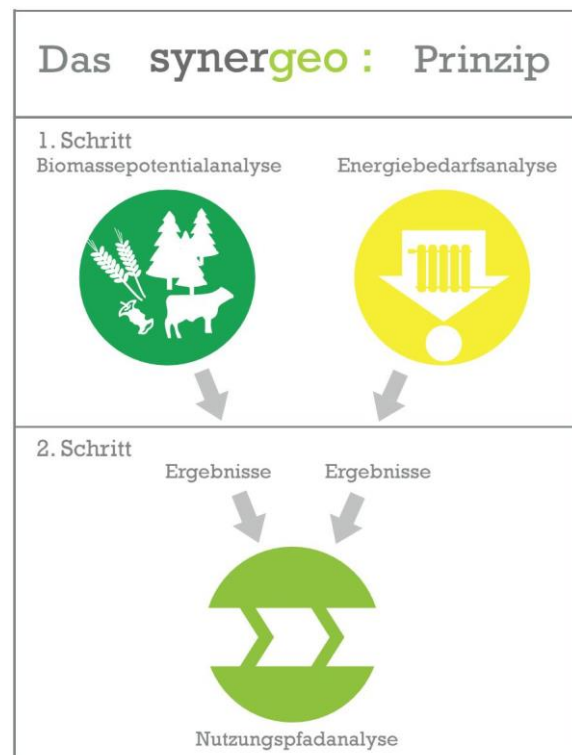 Das synergeo : Prinzip
1. Schritt
Biomassepotentialanalyse
Energiebedarfsanalyse
2. Schritt
Ergebnisse
Ergebnisse
Nutzungspfadanalyse